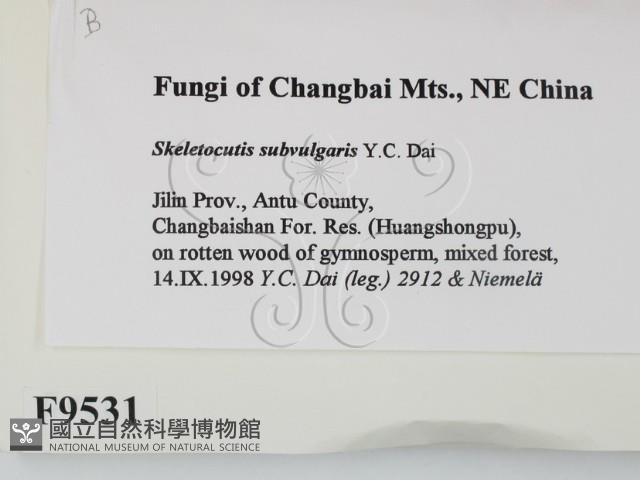 B
Fungi of Changbai Mts., NE China
Skeletocutis subvulgaris Y.C. Dai
Jilin Prov., Antu County,
Changbaishan For. Res. (Huangshongpu),
on rotten wood of gymnosperm, mixed forest,
14.IX.1998 Y.C. Dai (leg.) 2912 & Niemelä
F9531
國立自然科學博物館
NATIONAL MUSEUM OF NATURAL SCIENCE